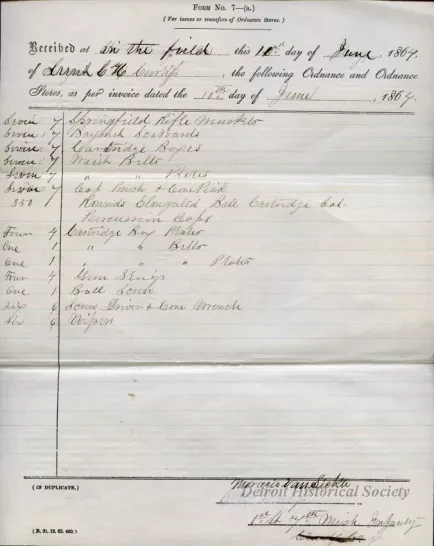 FORM No. 7—(a.)
(For issues or transfers of Ordnance Stores.)
Received at in the field this 10th day of June, 1864.
of Lieut C. H. Curtiss, the following Ordnance and Ordnance
Stores, as per invoice dated the 10th day of June, 1864.
Seven 7 Springfield Rifle Muskets
Seven 7 Bayonet Scabbards
Seven 7 Cartridge Boxes
Seven 7 Waist Belts
Seven 7 " " Plates
Seven 7 Cap Pouch & Cone Pick
350 Rounds Elongated Ball Cartridge Cal
Percussion Caps
Four 4 Cartridge Box Plates
One 1 " " Belts
One 1 " " " Plates
Four 4 Gun Slings
One 1 Ball Screw
Six 6 Screw Driver & Cone Wrench
Six 6 Wipers
(IN DUPLICATE.)
Detroit Historical Society
1st Lt Mich Infantry